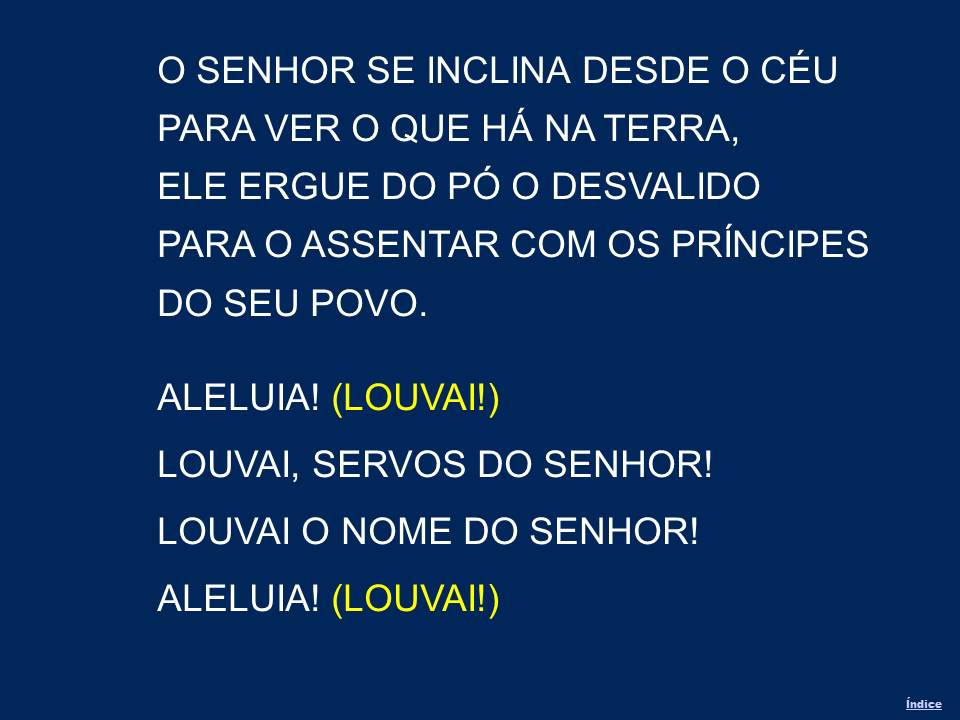 O SENHOR SE INCLINA DESDE O CÉU
PARA VER O QUE HÁ NA TERRA,
ELE ERGUE DO PÓ O DESVALIDO
PARA O ASSENTAR COM OS PRÍNCIPES
DO SEU POVO.
ALELUIA! (LOUVAI!)
LOUVAI, SERVOS DO SENHOR!
LOUVAI O NOME DO SENHOR!
ALELUIA! (LOUVAI!)
Índice